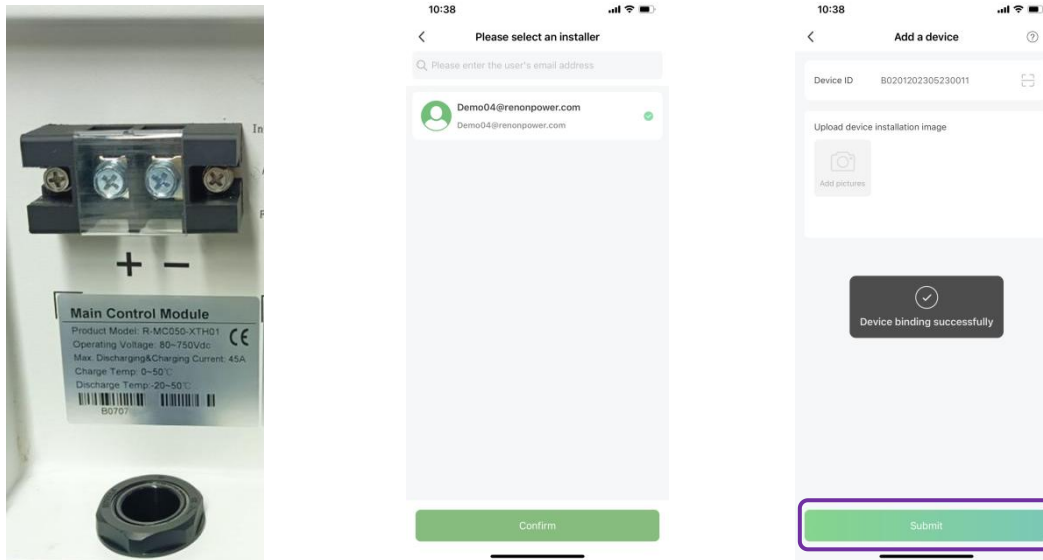 In
+ −
Main Control Module
Product Model: R-MC050-XTH01
CE
Operating Voltage: 80~750Vdc
Max. Discharging&Charging Current: 45A
Charge Temp: 0~50°C
Discharge Temp:-20~50°C
B0707
10:38
Please select an installer
Please enter the user's email address
Demo04@renonpower.com
Demo04@renonpower.com
Confirm
10:38
Add a device
Device ID B0201202305230011
Upload device installation image
Add pictures
Device binding successfully
Submit